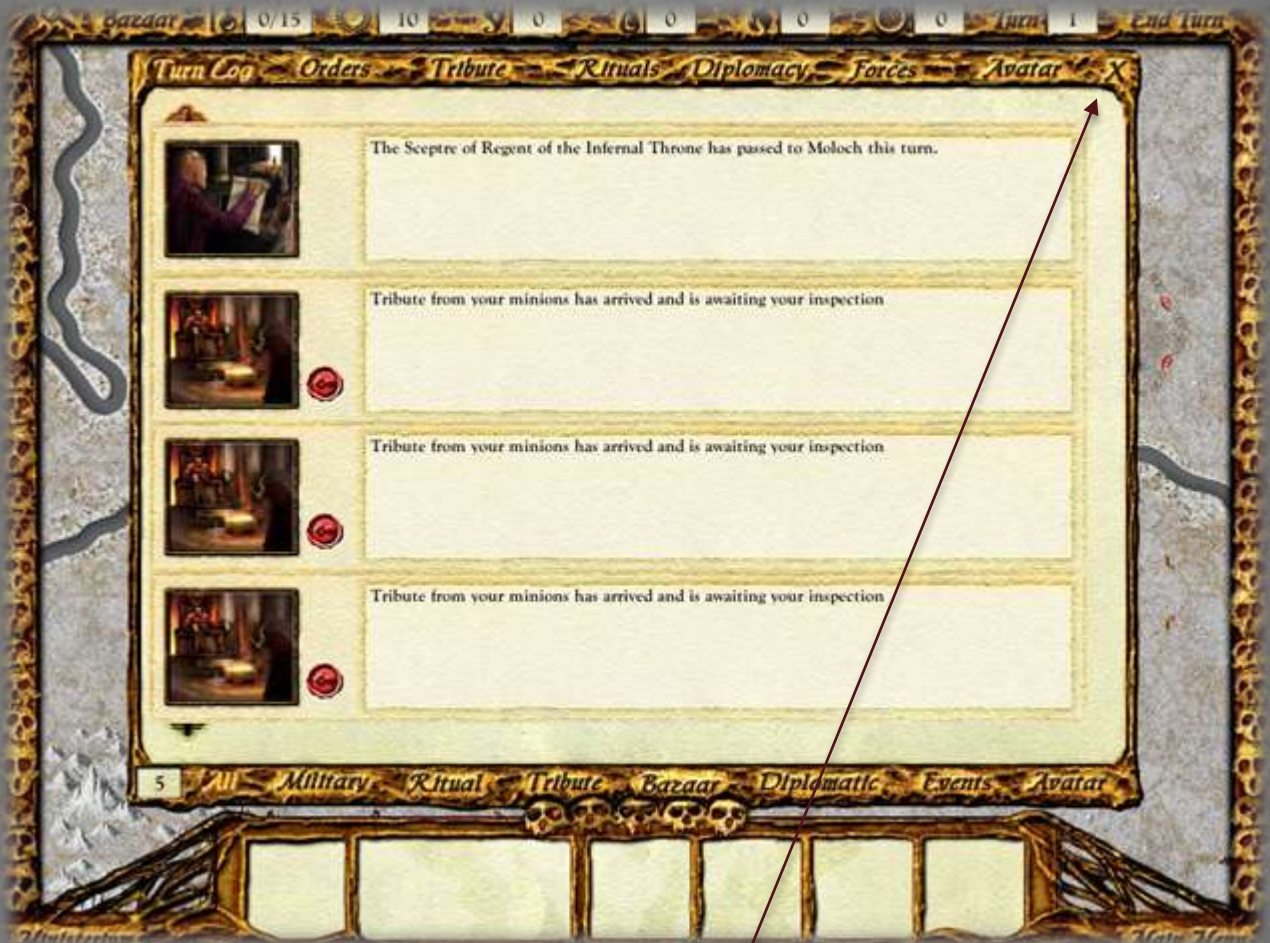 Bazaar 0/15 10 0 0 0 0 Turn 1 End Turn
Turn Log Orders Tribute Rituals Diplomacy Forces Avatar X
The Sceptre of Regent of the Infernal Throne has passed to Moloch this turn.
Tribute from your minions has arrived and is awaiting your inspection
Tribute from your minions has arrived and is awaiting your inspection
Tribute from your minions has arrived and is awaiting your inspection
5 All Military Ritual Tribute Bazaar Diplomatic Events Avatar